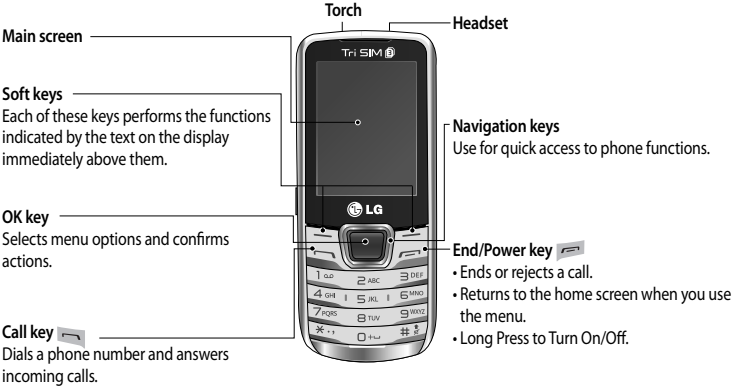 Torch
Headset
Main screen
Tri SIM
Soft keys
Each of these keys performs the functions
indicated by the text on the display
immediately above them.
Navigation keys
Use for quick access to phone functions.
LG
OK key
Selects menu options and confirms
actions.
End/Power key
• Ends or rejects a call.
• Returns to the home screen when you use
the menu.
• Long Press to Turn On/Off.
1
2 ABC
3 DEF
4 GHI
5 JKL
6 MNO
7 PQRS
8 TUV
9 WXYZ
*
0+
#
Call key
Dials a phone number and answers
incoming calls.